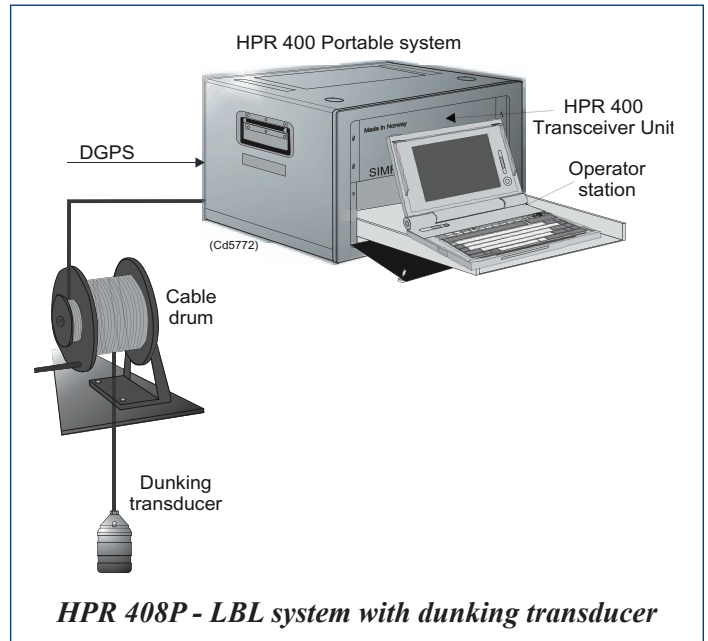 HPR 400 Portable system
Made in Norway
HPR 400
Transceiver Unit
DGPS
Operator
station
(Cd5772)
Cable
drum
Dunking
transducer
HPR 408P - LBL system with dunking transducer